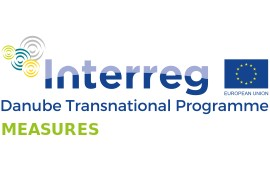 Interreg
EUROPEAN UNION
Danube Transnational Programme
MEASURES